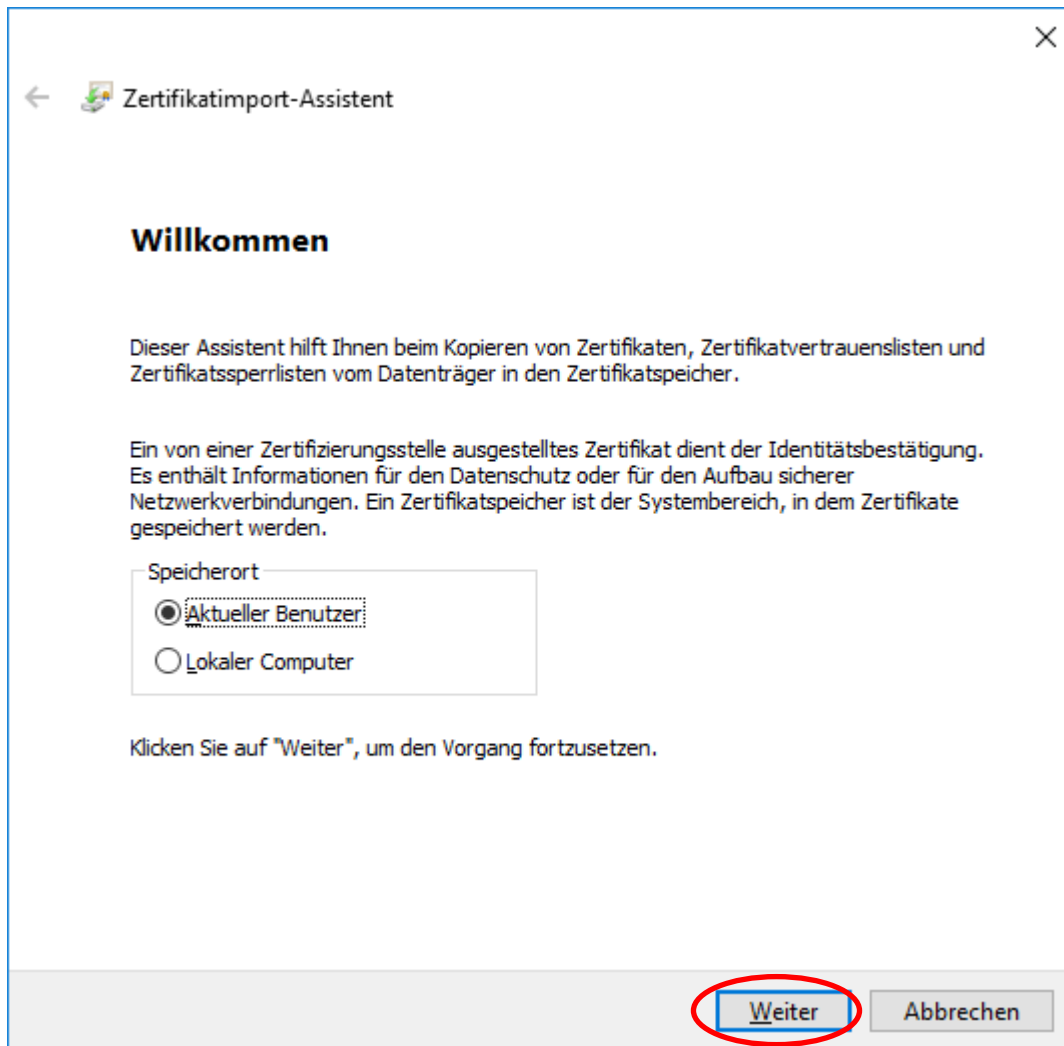 Zertifikatimport-Assistent
Willkommen
Dieser Assistent hilft Ihnen beim Kopieren von Zertifikaten, Zertifikatvertrauenslisten und
Zertifikatssperrlisten vom Datenträger in den Zertifikatspeicher.
Ein von einer Zertifizierungsstelle ausgestelltes Zertifikat dient der Identitätsbestätigung.
Es enthält Informationen für den Datenschutz oder für den Aufbau sicherer
Netzwerkverbindungen. Ein Zertifikatspeicher ist der Systembereich, in dem Zertifikate
gespeichert werden.
Speicherort
Aktueller Benutzer
Lokaler Computer
Klicken Sie auf "Weiter", um den Vorgang fortzusetzen.
Weiter
Abbrechen